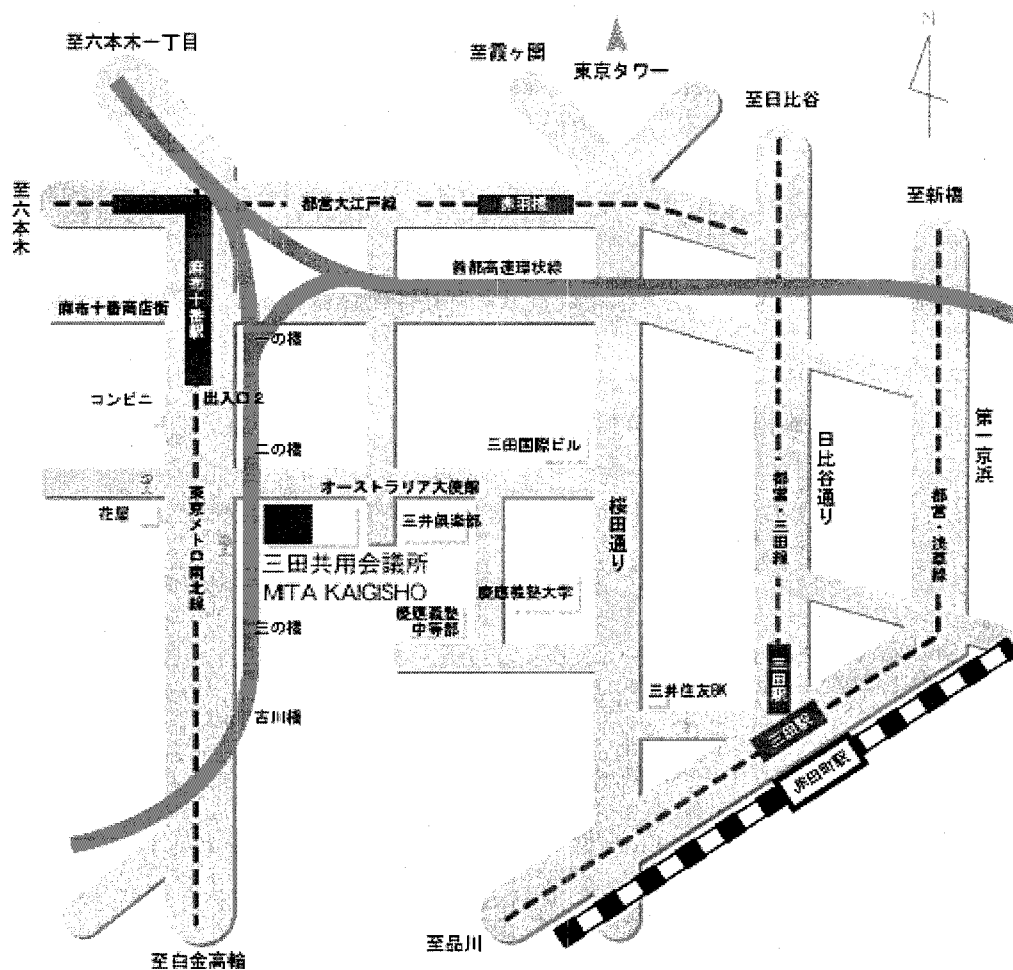 至六本木一丁目
至霞ヶ関
東京タワー
至日比谷
N
至六本木
都営大江戸線
赤羽橋
至新橋
首都高速環状線
麻布十番商店街
麻布十番駅
一の橋
コンビニ
出入口2
二の橋
三田国際ビル
日比谷通り
第一京浜
オーストラリア大使館
桜田通り
都営・三田線
都営・浅草線
花屋
東京メトロ南北線
三井倶楽部
三田共用会議所
MITA KAIGISHO
慶應義塾大学
慶應義塾
中等部
三の橋
三田駅
三井住友BK
古川橋
三田駅
JR田町駅
至品川
至白金高輪